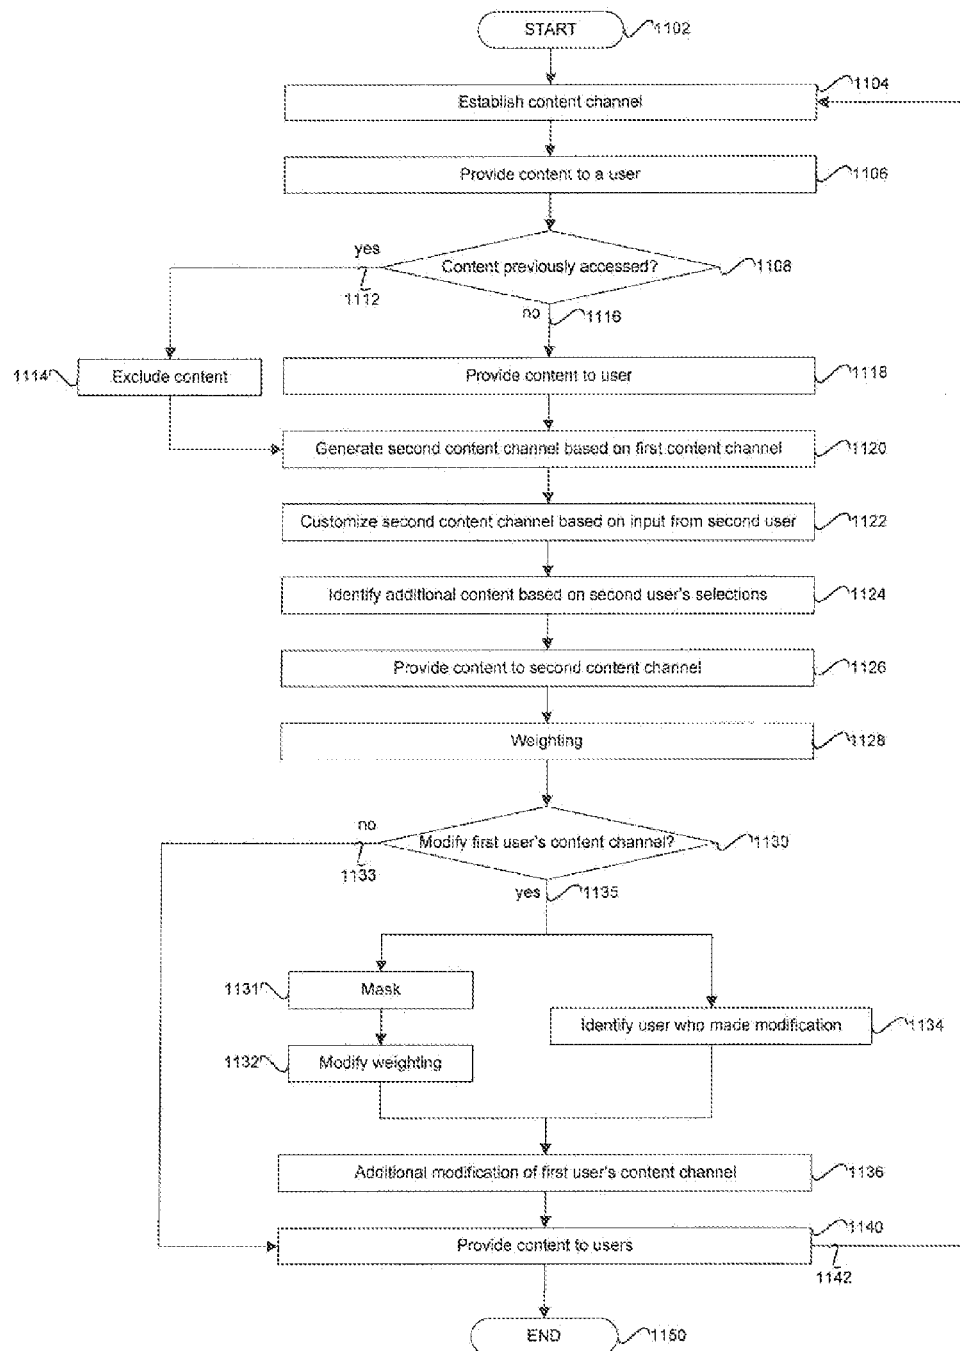 START
1102
1104
Establish content channel
Provide content to a user
1106
yes
Content previously accessed?
1108
1112
no
1116
1114
Exclude content
Provide content to user
1118
Generate second content channel based on first content channel
1120
Customize second content channel based on input from second user
1122
Identify additional content based on second user's selections
1124
Provide content to second content channel
1126
Weighting
1128
no
Modify first user's content channel?
1130
1133
yes
1135
1131
Mask
Identify user who made modification
1134
1132
Modify weighting
Additional modification of first user's content channel
1136
1140
Provide content to users
1142
END
1150